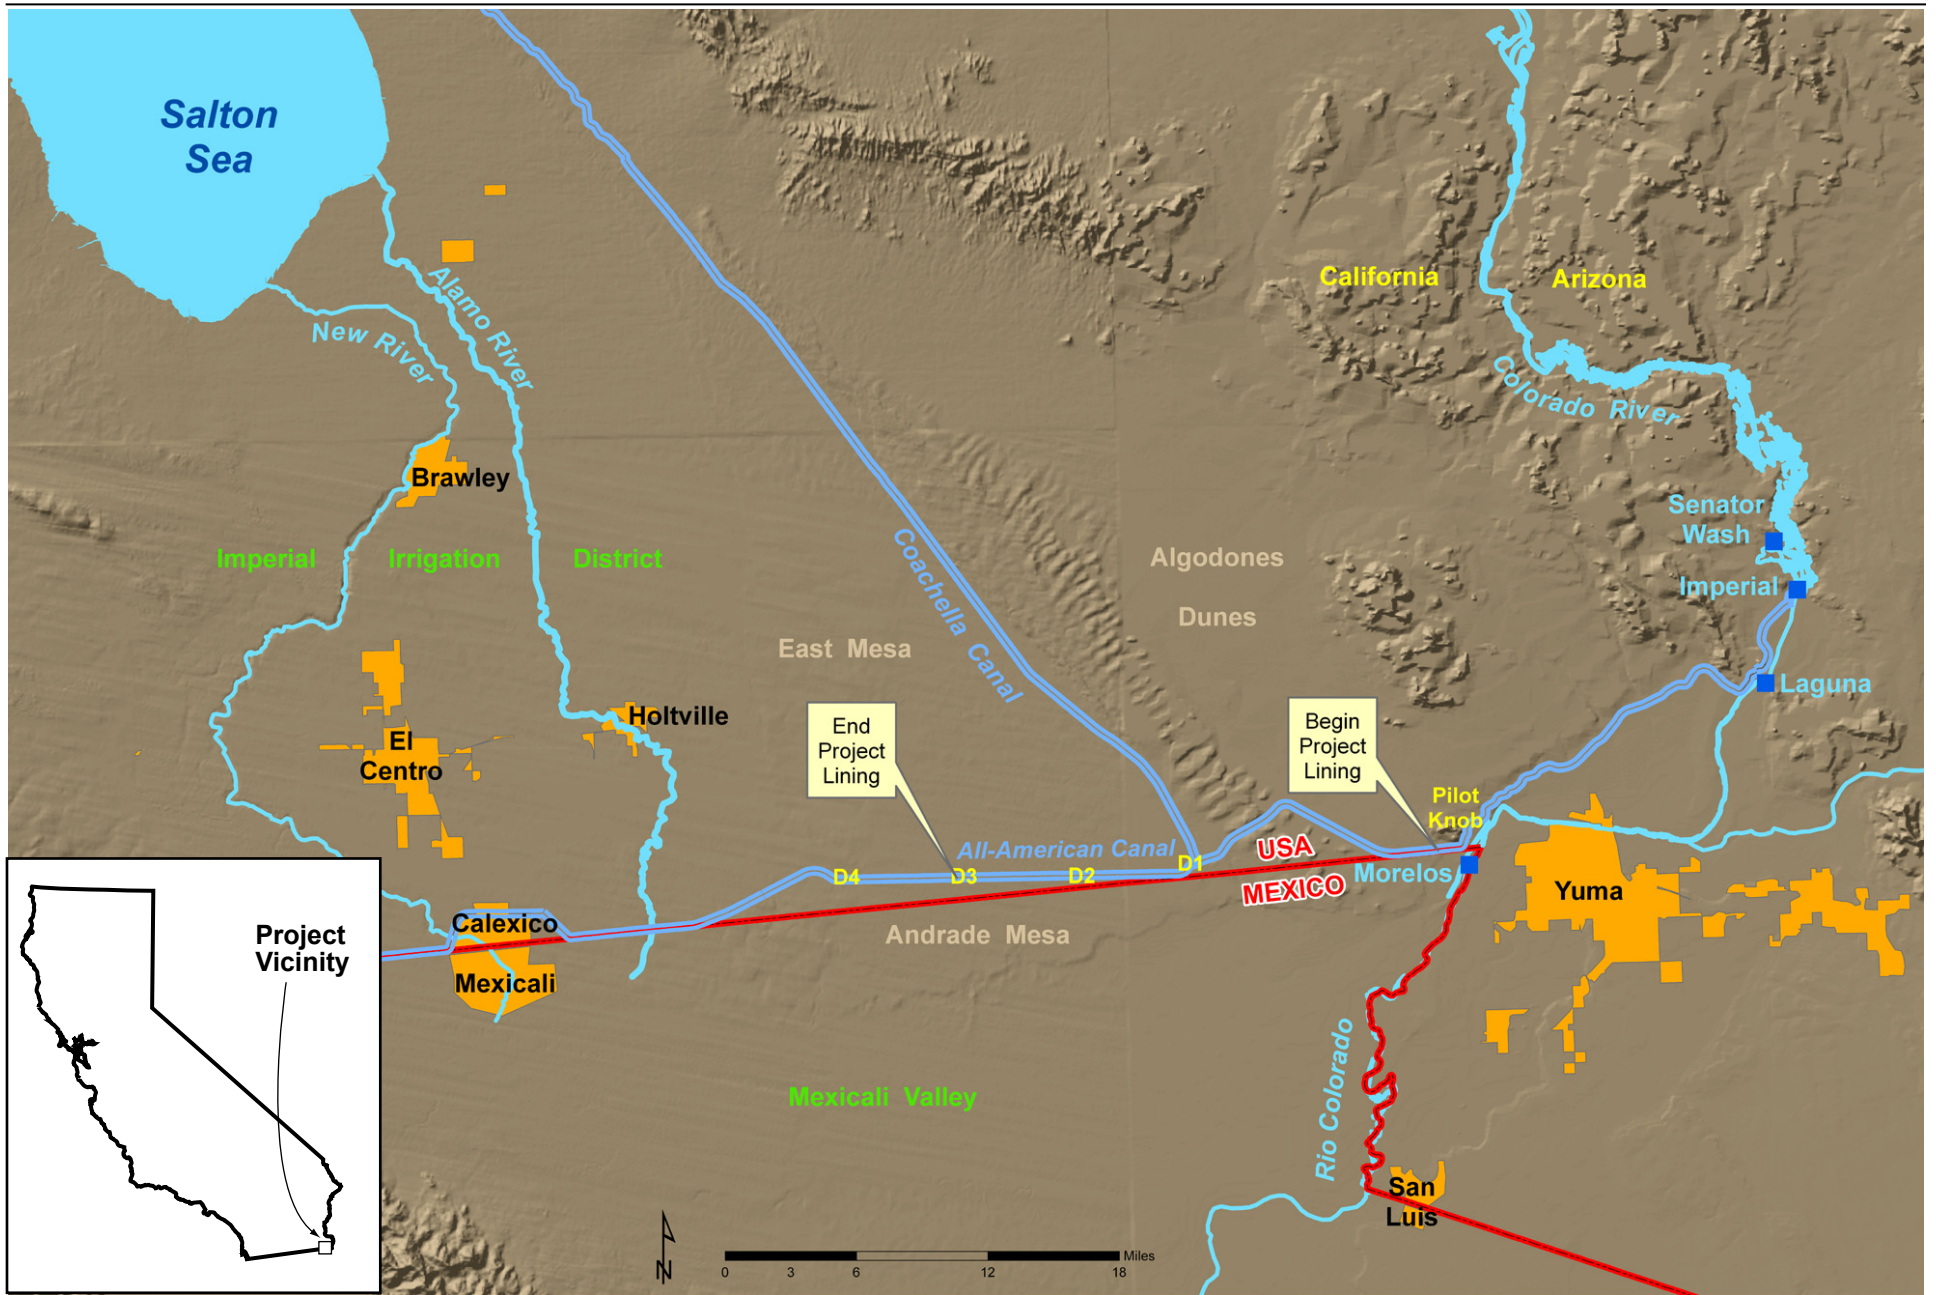 Salton
Sea
California
Arizona
Alamo River
New River
Colorado River
Brawley
Senator
Wash
Imperial
Imperial Irrigation District
Coachella Canal
Algodones
Dunes
East Mesa
Laguna
Holtville
El
Centro
End
Project
Lining
Begin
Project
Lining
Pilot
Knob
All-American Canal
USA
MEXICO
D4
D3
D2
D1
Morelos
Yuma
Calexico
Andrade Mesa
Mexicali
Project
Vicinity
Rio Colorado
Mexicali Valley
San
Luis
N
Miles
0 3 6 12 18